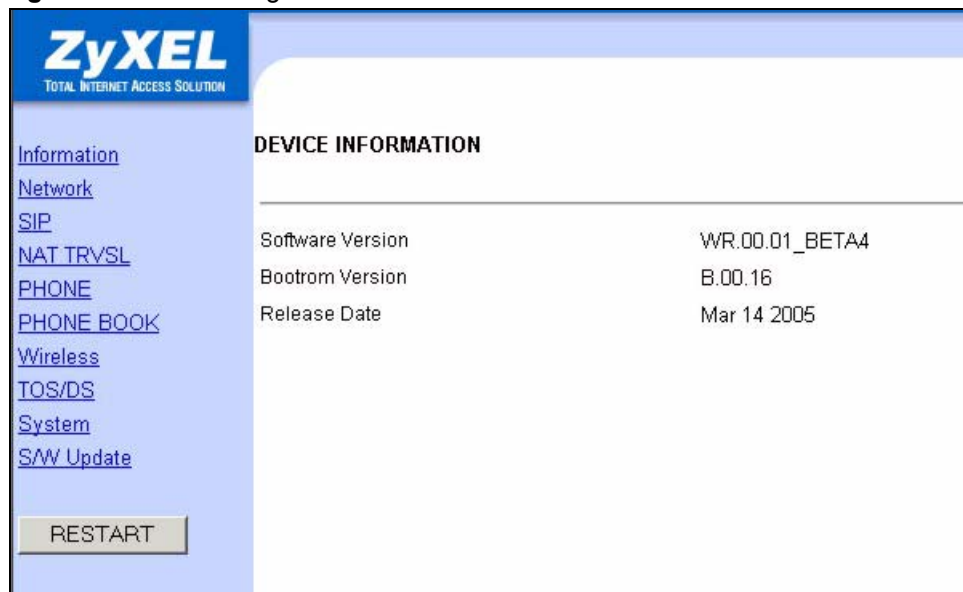 ZyXEL
TOTAL INTERNET ACCESS SOLUTION
Information
Network
SIP
NAT TRVSL
PHONE
PHONE BOOK
Wireless
TOS/DS
System
S/W Update
RESTART
DEVICE INFORMATION
Software Version WR.00.01_BETA4
Bootrom Version B.00.16
Release Date Mar 14 2005